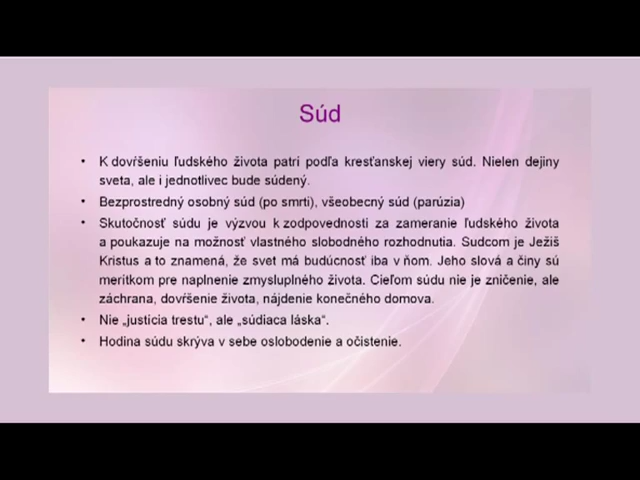 Súd
• K dovŕšeniu ľudského života patrí podľa kresťanskej viery súd. Nielen dejiny
sveta, ale i jednotlivec bude súdený.
• Bezprostredný osobný súd (po smrti), všeobecný súd (parúzia)
• Skutočnosť súdu je výzvou k zodpovednosti za zameranie ľudského života
a poukazuje na možnosť vlastného slobodného rozhodnutia. Sudcom je Ježiš
Kristus a to znamená, že svet má budúcnosť iba v ňom. Jeho slová a činy sú
merítkom pre naplnenie zmysluplného života. Cieľom súdu nie je zničenie, ale
záchrana, dovŕšenie života, nájdenie konečného domova.
• Nie „justícia trestu“, ale „súdiaca láska“.
• Hodina súdu skrýva v sebe oslobodenie a očistenie.